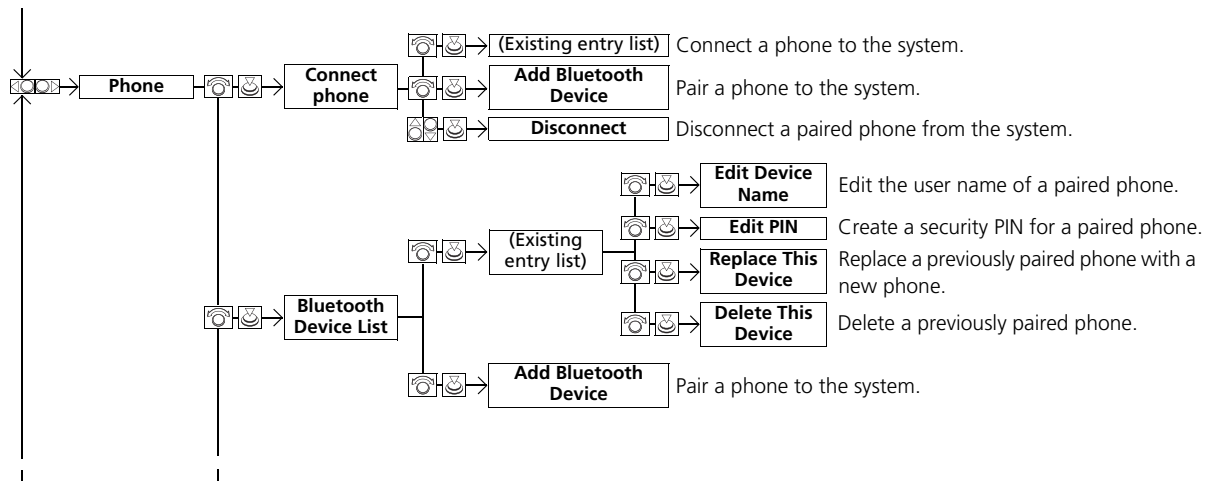 (Existing entry list) Connect a phone to the system.
Phone
Connect
phone
Add Bluetooth
Device
Pair a phone to the system.
Disconnect Disconnect a paired phone from the system.
Edit Device
Name
Edit the user name of a paired phone.
Edit PIN Create a security PIN for a paired phone.
(Existing
entry list)
Replace This
Device
Replace a previously paired phone with a
new phone.
Bluetooth
Device List
Delete This
Device
Delete a previously paired phone.
Add Bluetooth
Device
Pair a phone to the system.